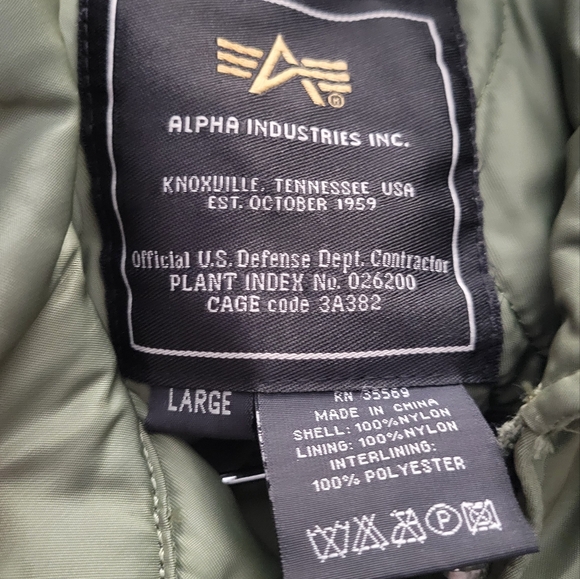 ALPHA INDUSTRIES INC.
KNOXVILLE, TENNESSEE USA
EST. OCTOBER 1959
Official U.S. Defense Dept. Contractor
PLANT INDEX No. 026200
CAGE code 3A382
LARGE
RN 35569
MADE IN CHINA
SHELL: 100% NYLON
LINING: 100% NYLON
INTERLINING:
100% POLYESTER
P